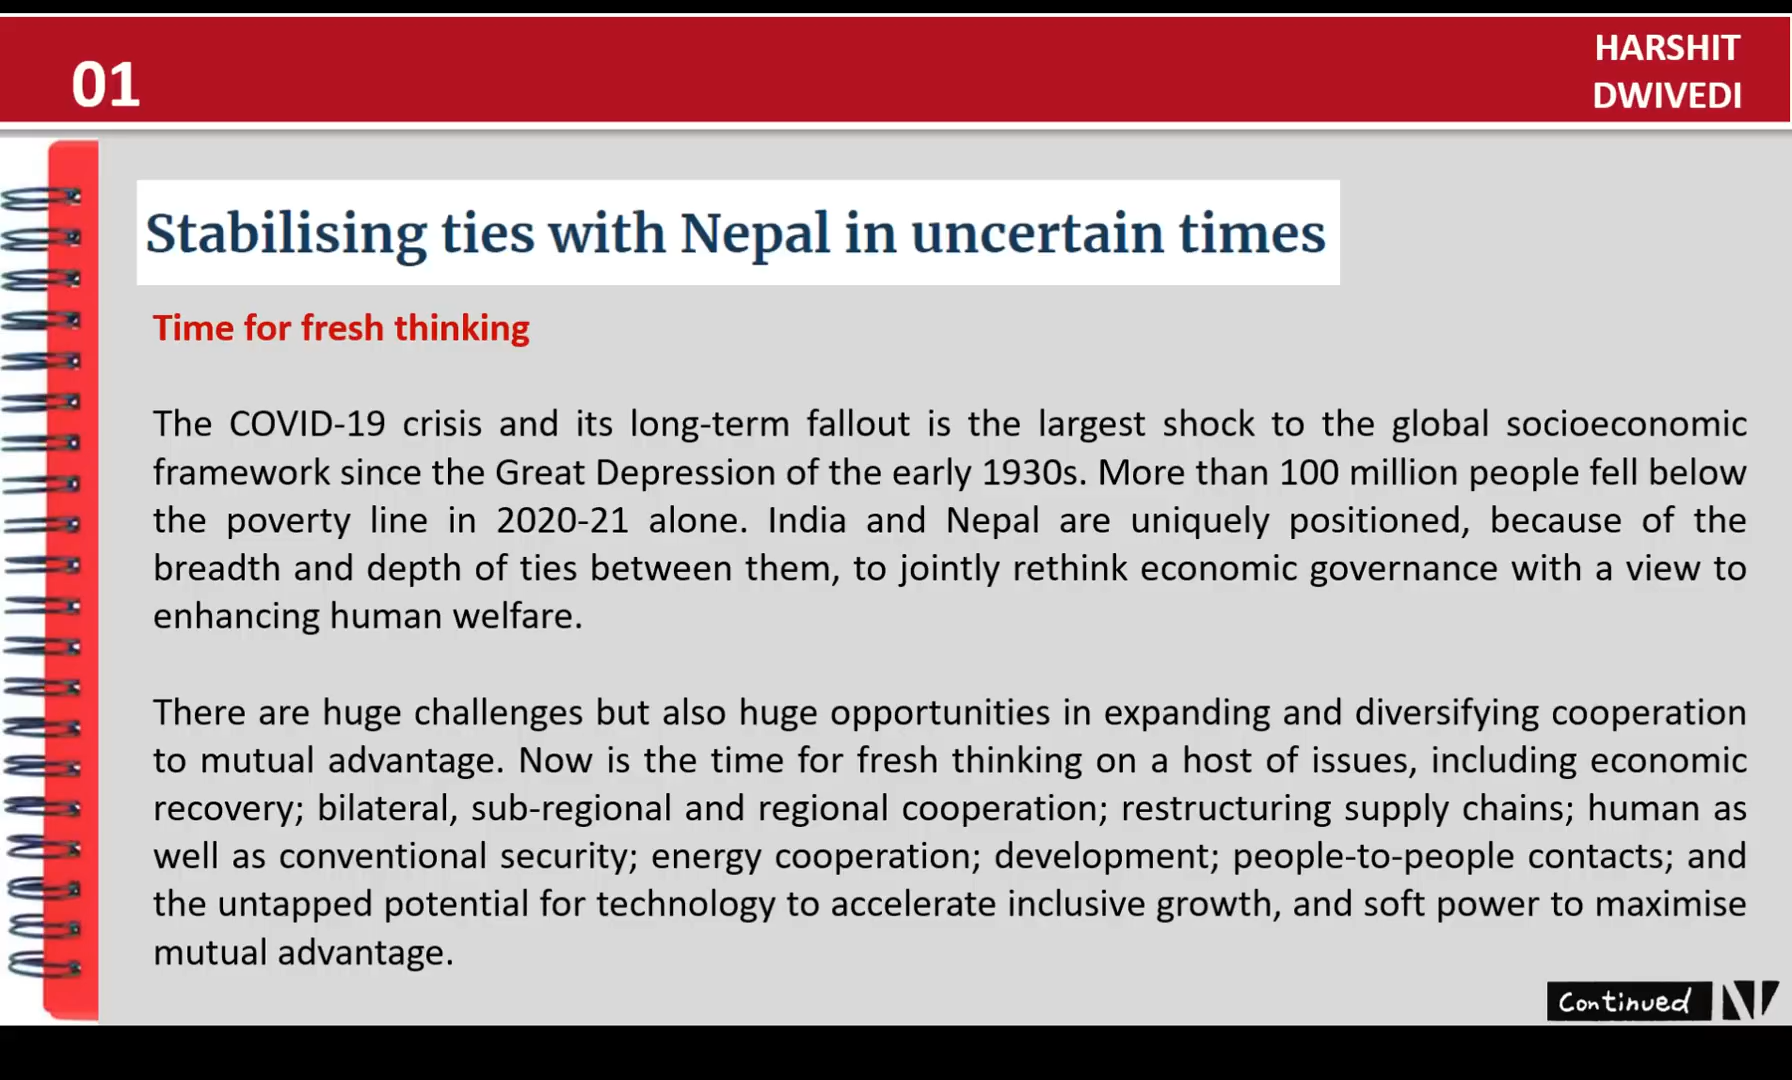 01
HARSHIT
DWIVEDI
Stabilising ties with Nepal in uncertain times
Time for fresh thinking
The COVID-19 crisis and its long-term fallout is the largest shock to the global socioeconomic
framework since the Great Depression of the early 1930s. More than 100 million people fell below
the poverty line in 2020-21 alone. India and Nepal are uniquely positioned, because of the
breadth and depth of ties between them, to jointly rethink economic governance with a view to
enhancing human welfare.
There are huge challenges but also huge opportunities in expanding and diversifying cooperation
to mutual advantage. Now is the time for fresh thinking on a host of issues, including economic
recovery; bilateral, sub-regional and regional cooperation; restructuring supply chains; human as
well as conventional security; energy cooperation; development; people-to-people contacts; and
the untapped potential for technology to accelerate inclusive growth, and soft power to maximise
mutual advantage.
Continued